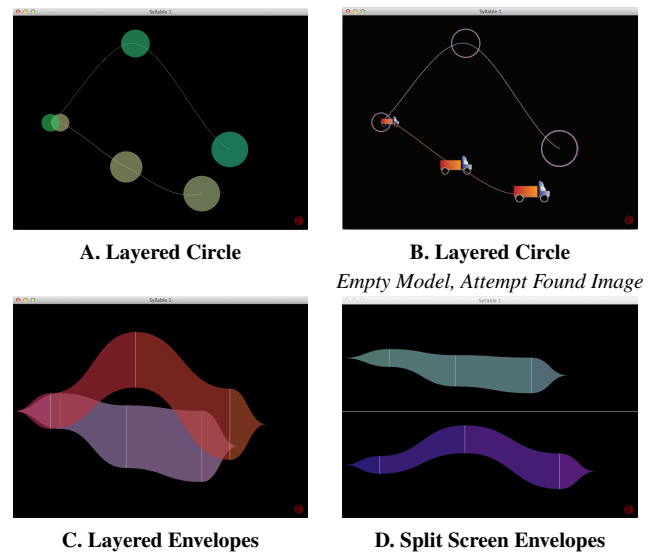 Syllable 1
Syllable 1
A. Layered Circle
B. Layered Circle
Empty Model, Attempt Found Image
Syllable 1
Syllable 1
C. Layered Envelopes
D. Split Screen Envelopes